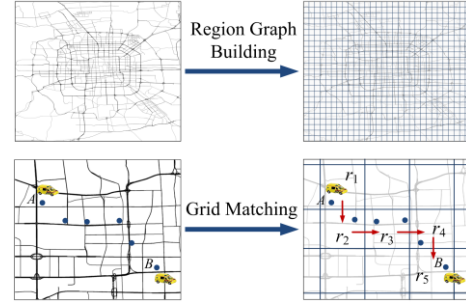 Region Graph
Building
A
B
Grid Matching
A
r1
r2
r3
r4
r5
B